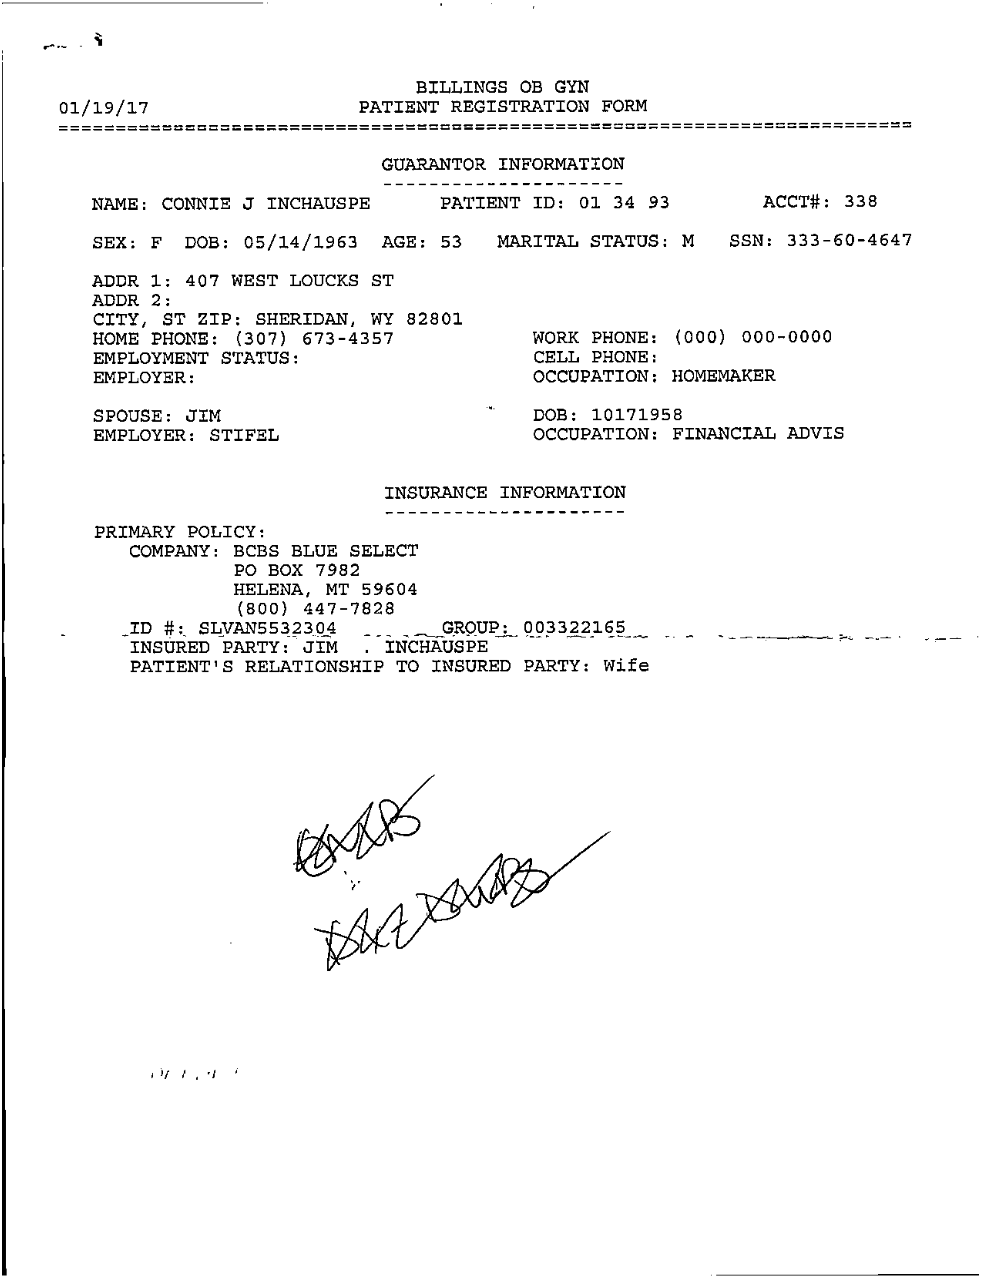 BILLINGS OB GYN
01/19/17 PATIENT REGISTRATION FORM
==========================================================================
GUARANTOR INFORMATION
---------------------
NAME: CONNIE J INCHAUSPE PATIENT ID: 01 34 93 ACCT#: 338
SEX: F DOB: 05/14/1963 AGE: 53 MARITAL STATUS: M SSN: 333-60-4647
ADDR 1: 407 WEST LOUCKS ST
ADDR 2:
CITY, ST ZIP: SHERIDAN, WY 82801
HOME PHONE: (307) 673-4357 WORK PHONE: (000) 000-0000
EMPLOYMENT STATUS: CELL PHONE:
EMPLOYER: OCCUPATION: HOMEMAKER
SPOUSE: JIM DOB: 10171958
EMPLOYER: STIFEL OCCUPATION: FINANCIAL ADVIS
INSURANCE INFORMATION
---------------------
PRIMARY POLICY:
COMPANY: BCBS BLUE SELECT
PO BOX 7982
HELENA, MT 59604
(800) 447-7828
ID #: SLVAN5532304 GROUP: 003322165
INSURED PARTY: JIM . INCHAUSPE
PATIENT'S RELATIONSHIP TO INSURED PARTY: Wife